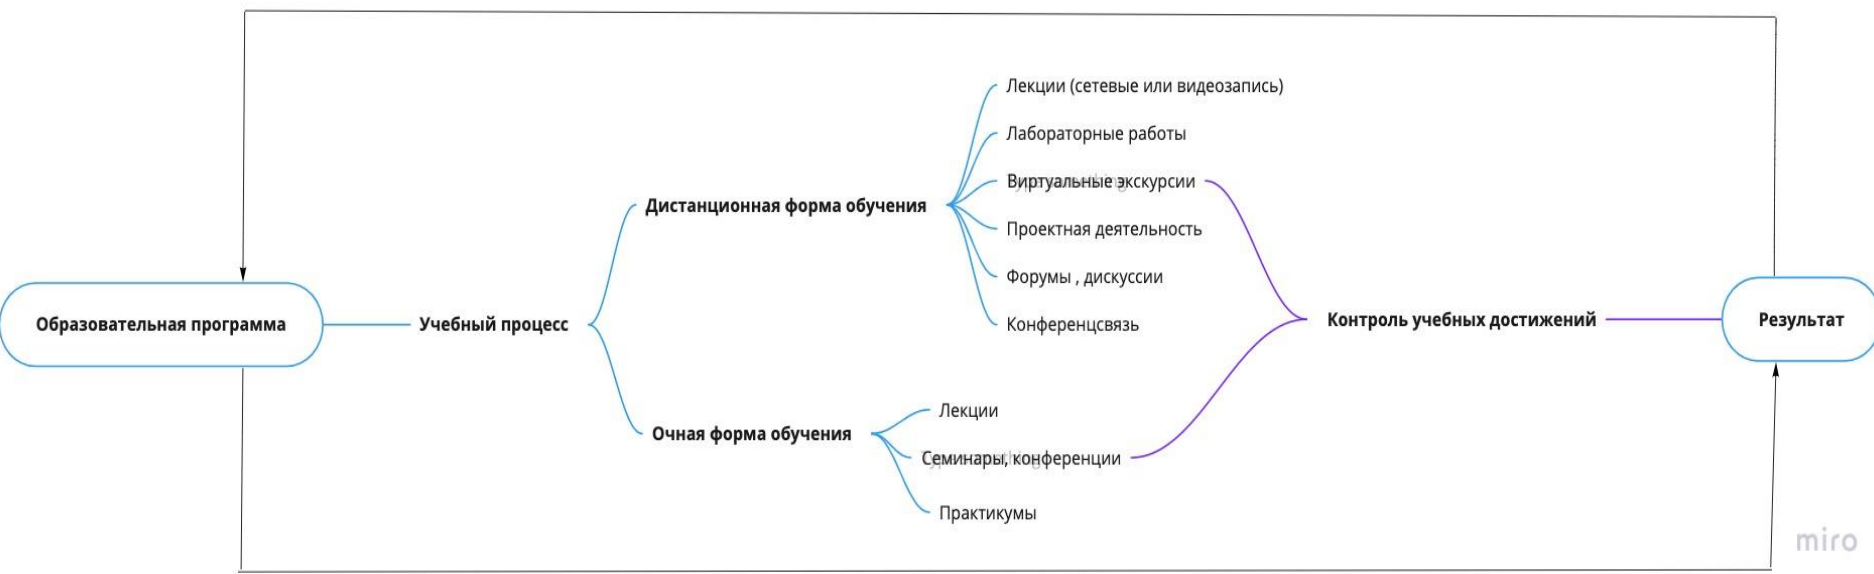 Образовательная программа
Учебный процесс
Дистанционная форма обучения
Лекции (сетевые или видеозапись)
Лабораторные работы
Виртуальные экскурсии
Проектная деятельность
Форумы , дискуссии
Конференцсвязь
Очная форма обучения
Лекции
Семинары, конференции
Практикумы
Контроль учебных достижений
Результат
miro